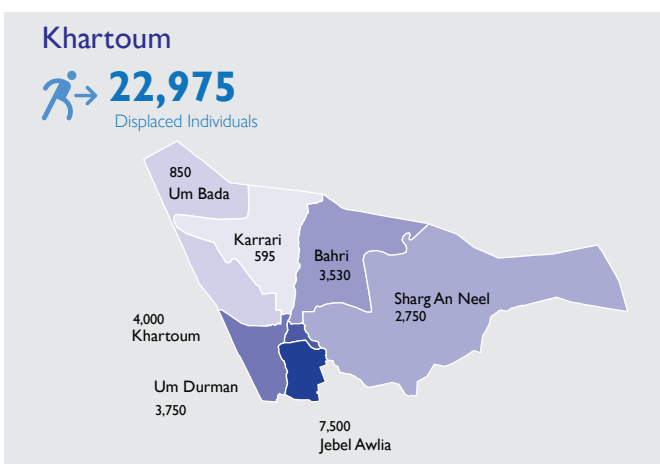 Khartoum
22,975
Displaced Individuals
850
Um Bada
Karrari
595
Bahri
3,530
Sharg An Neel
2,750
4,000
Khartoum
Um Durman
3,750
7,500
Jebel Awlia